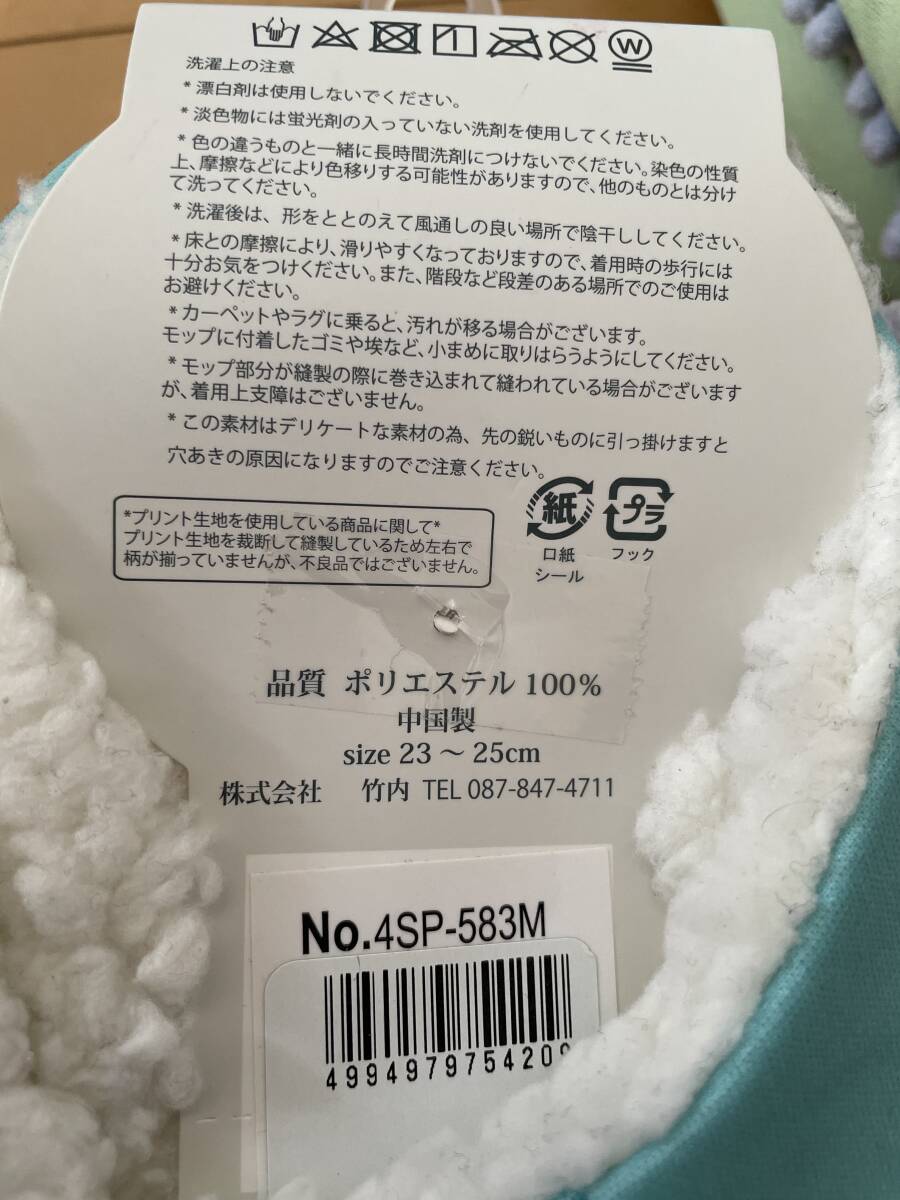 W
洗濯上の注意
* 漂白剤は使用しないでください。
* 淡色物には蛍光剤の入っていない洗剤を使用してください。
* 色の違うものと一緒に長時間洗剤につけないでください。染色の性質
上、摩擦などにより色移りする可能性がありますので、他のものとは分け
て洗ってください。
* 洗濯後は、形をととのえて風通しの良い場所で陰干ししてください。
* 床との摩擦により、滑りやすくなっておりますので、着用時の歩行には
十分お気をつけください。また、階段など段差のある場所でのご使用は
お避けください。
* カーペットやラグに乗ると、汚れが移る場合がございます。
モップに付着したゴミや埃など、小まめに取りはらうようにしてください。
* モップ部分が縫製の際に巻き込まれて縫われている場合がございます
が、着用上支障はございません。
* この素材はデリケートな素材の為、先の鋭いものに引っ掛けますと
穴あきの原因になりますのでご注意ください。
*プリント生地を使用している商品に関して*
プリント生地を裁断して縫製しているため左右で
柄が揃っていませんが、不良品ではございません。
紙
口紙
シール
プラ
フック
品質 ポリエステル 100%
中国製
size 23 〜 25cm
株式会社 竹内 TEL 087-847-4711
No.4SP-583M
499497975420